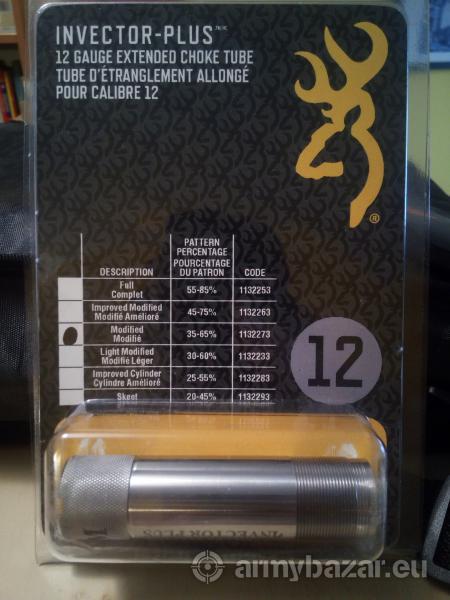 INVECTOR-PLUS™
12 GAUGE EXTENDED CHOKE TUBE
TUBE D'ÉTRANGLEMENT ALLONGÉ
POUR CALIBRE 12
DESCRIPTION PATTERN PERCENTAGE POURCENTAGE DU PATRON CODE
Full Complet 55-85% 1132253
Improved Modified Modifié Amélioré 45-75% 1132263
Modified Modifié 35-65% 1132273
Light Modified Modifié Léger 30-60% 1132233
Improved Cylinder Cylindre Amélioré 25-55% 1132283
Skeet 20-45% 1132293
®
12
INVECTOR PLUS
armybazar.eu